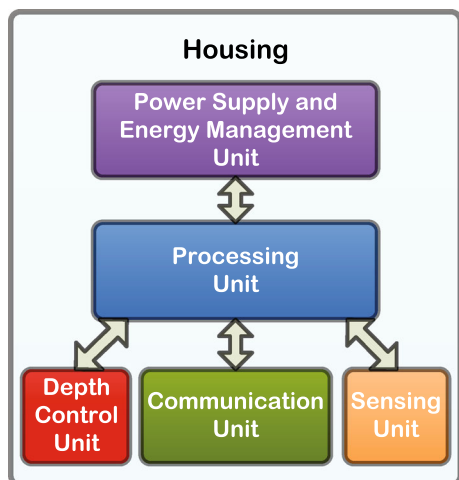 Housing
Power Supply and
Energy Management
Unit
Processing
Unit
Depth
Control
Unit
Communication
Unit
Sensing
Unit